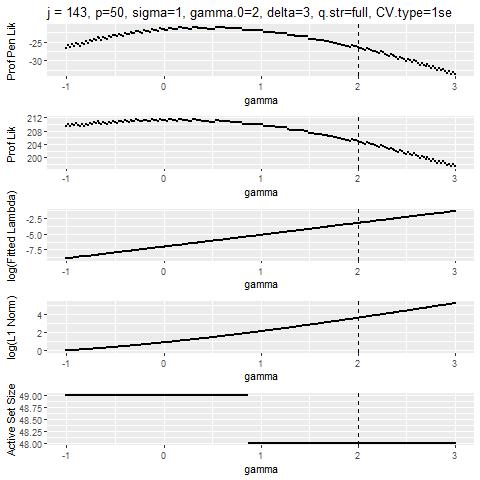 j = 143, p=50, sigma=1, gamma.0=2, delta=3, q.str=full, CV.type=1se
Prof Pen Lik
-25
-30
-1 0 1 2 3
gamma
Prof Lik
212
208
204
200
-1 0 1 2 3
gamma
log(Fitted Lambda)
-2.5
-5.0
-7.5
-1 0 1 2 3
gamma
log(L1 Norm)
4
2
0
-1 0 1 2 3
gamma
Active Set Size
49.00
48.75
48.50
48.25
48.00
-1 0 1 2 3
gamma